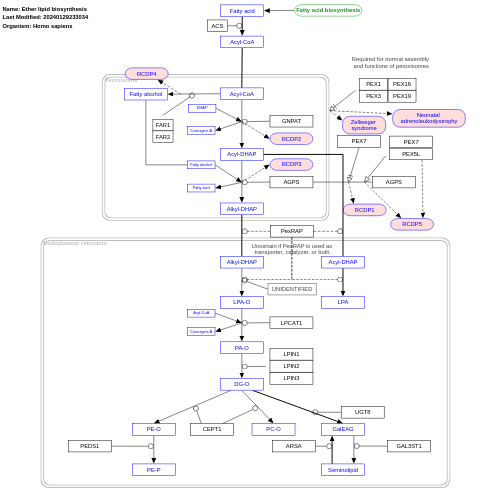 Name: Ether lipid biosynthesis
Last Modified: 20240129233034
Organism: Homo sapiens
Fatty acid
Fatty acid biosynthesis
ACS
Acyl-CoA
Required for normal assembly
and functions of peroxisomes
RCDP4
Peroxisome
Fatty alcohol
Acyl-CoA
PEX1
PEX16
PEX3
PEX19
DHAP
FAR1
FAR2
Coenzyme A
GNPAT
RCDP2
Zellweger
syndrome
Neonatal
adrenoleukodystrophy
PEX7
PEX7
PEX5L
Acyl-DHAP
Fatty alcohol
RCDP3
Fatty acid
AGPS
AGPS
Alkyl-DHAP
RCDP1
RCDP5
PexRAP
Endoplasmic reticulum
Uncertain if PexRAP is used as
transporter, catalyzer, or both.
Alkyl-DHAP
Acyl-DHAP
UNIDENTIFIED
LPA-O
LPA
Acyl-CoA
Coenzyme A
LPCAT1
PA-O
LPIN1
LPIN2
LPIN3
DG-O
UGT8
PE-O
CEPT1
PC-O
GalEAG
PEDS1
ARSA
GAL3ST1
PE-P
Seminolipid